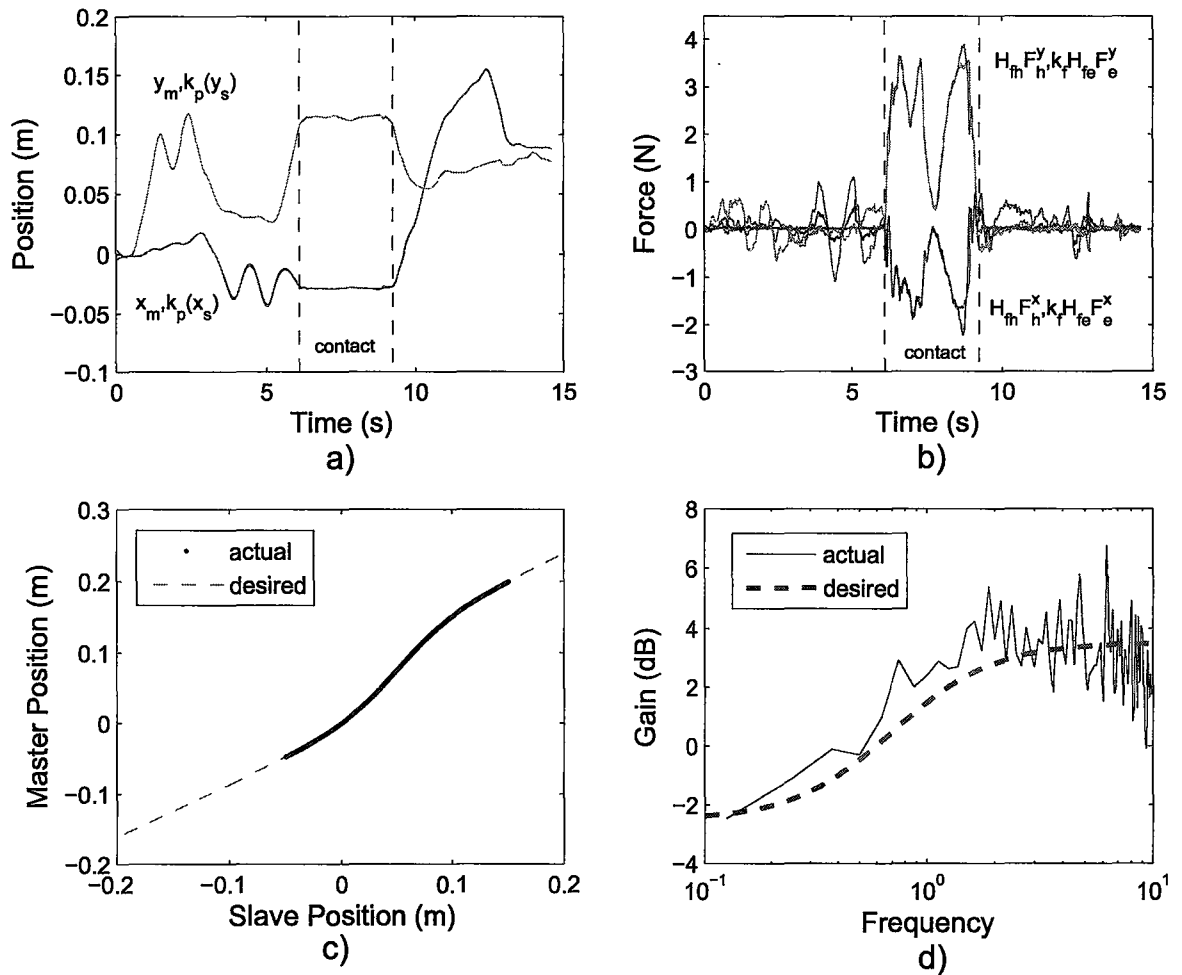 0.2
0.15
0.1
0.05
0
−0.05
−0.1
Position (m)
y_m,k_p(y_s)
x_m,k_p(x_s)
contact
0 5 10 15
Time (s)
a)
5
4
3
2
1
0
−1
−2
−3
Force (N)
H_fh F_h^y,k_f H_fe F_e^y
H_fh F_h^x,k_f H_fe F_e^x
contact
0 5 10 15
Time (s)
b)
0.3
0.2
0.1
0
−0.1
−0.2
Master Position (m)
actual
desired
−0.2 −0.1 0 0.1 0.2
Slave Position (m)
c)
8
6
4
2
0
−2
−4
Gain (dB)
actual
desired
10^−1 10^0 10^1
Frequency
d)